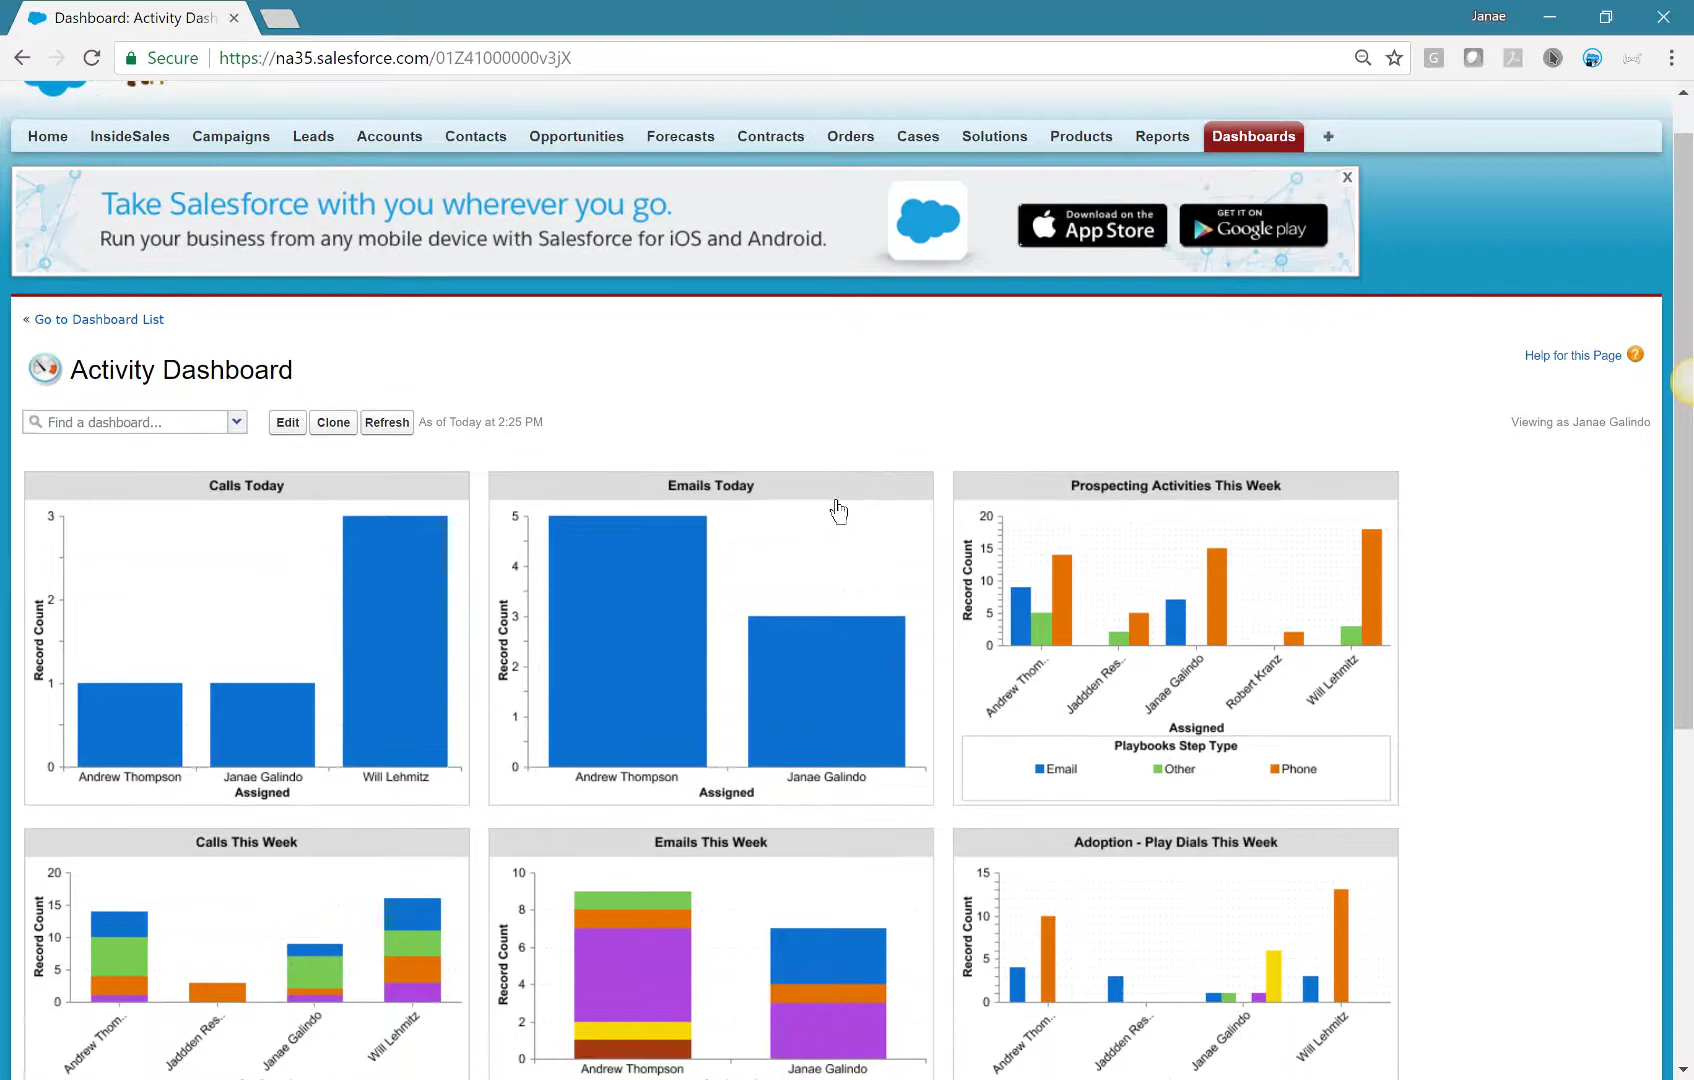 Dashboard: Activity Dash
Janae
Secure
https://na35.salesforce.com/01Z41000000v3jX
Home InsideSales Campaigns Leads Accounts Contacts Opportunities Forecasts Contracts Orders Cases Solutions Products Reports Dashboards +
Take Salesforce with you wherever you go.
Run your business from any mobile device with Salesforce for iOS and Android.
Download on the
App Store
GET IT ON
Google play
X
« Go to Dashboard List
Activity Dashboard
Help for this Page ?
Find a dashboard...
Edit Clone Refresh As of Today at 2:25 PM
Viewing as Janae Galindo
Calls Today
Record Count
3
2
1
0
Andrew Thompson Janae Galindo Will Lehmitz
Assigned
Emails Today
Record Count
5
4
3
2
1
0
Andrew Thompson Janae Galindo
Assigned
Prospecting Activities This Week
Record Count
20
15
10
5
0
Andrew Thom..
Jaddden Res..
Janae Galindo
Robert Kranz
Will Lehmitz
Assigned
Playbooks Step Type
Email Other Phone
Calls This Week
Record Count
20
15
10
5
0
Andrew Thom..
Jaddden Res..
Janae Galindo
Will Lehmitz
Emails This Week
Record Count
10
8
6
4
2
0
Andrew Thompson Janae Galindo
Adoption - Play Dials This Week
Record Count
15
10
5
0
Andrew Thom..
Jaddden Res..
Janae Galindo
Will Lehmitz